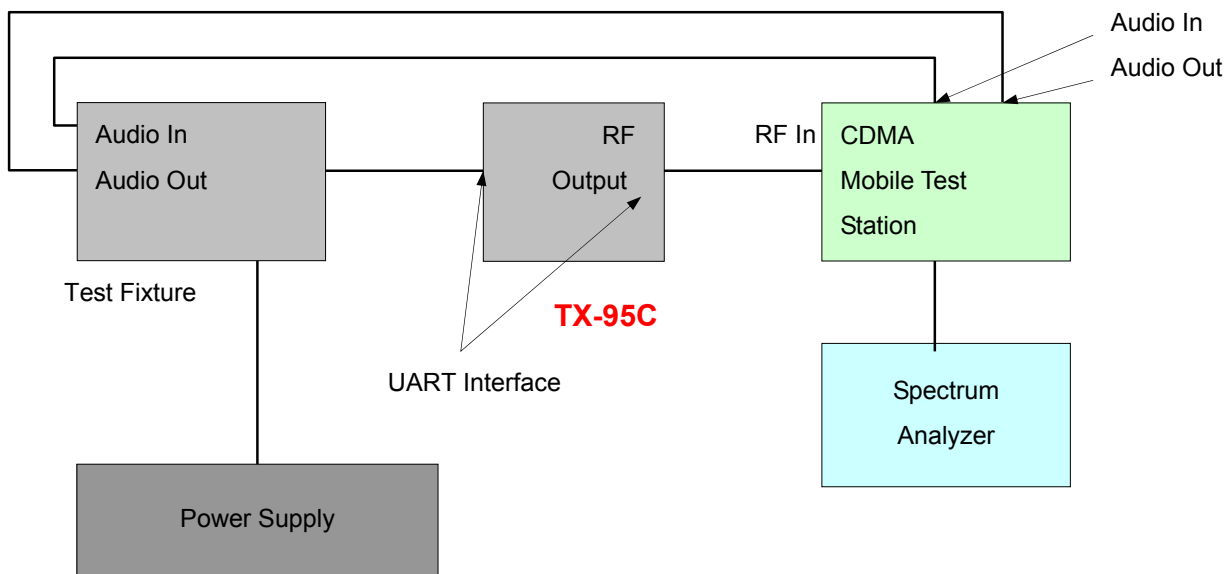 Audio In
Audio Out
Audio In
Audio Out
RF
Output
RF In
CDMA
Mobile Test
Station
Test Fixture
TX-95C
UART Interface
Spectrum
Analyzer
Power Supply